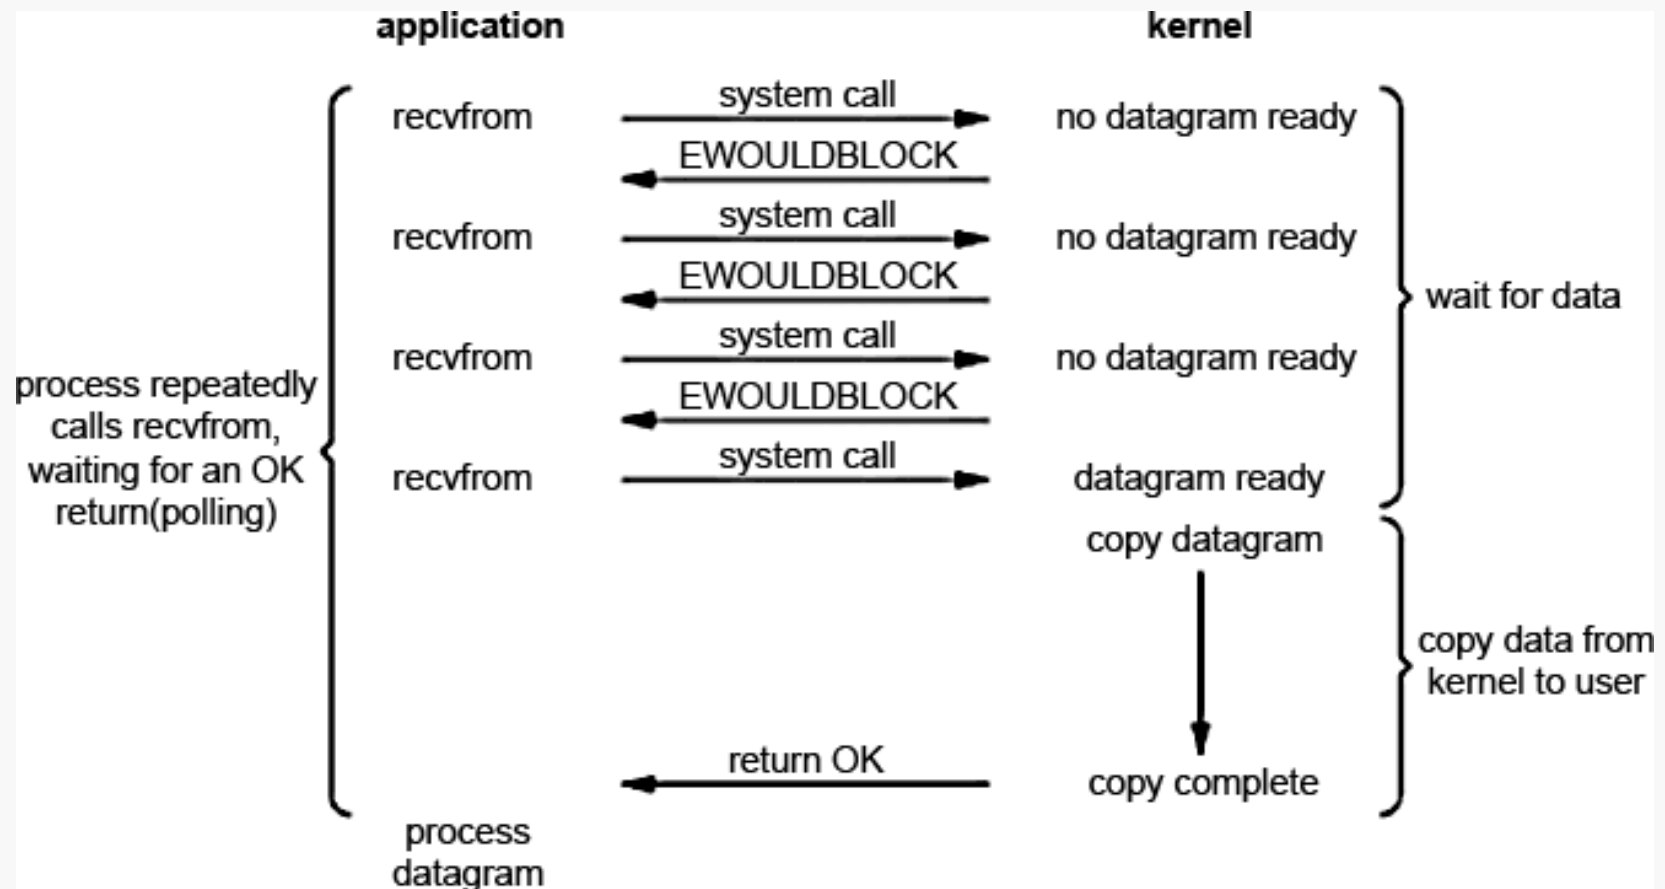 application kernel
recvfrom system call no datagram ready
EWOULDBLOCK
recvfrom system call no datagram ready
EWOULDBLOCK
wait for data
recvfrom system call no datagram ready
EWOULDBLOCK
process repeatedly
calls recvfrom,
waiting for an OK
return(polling)
recvfrom system call datagram ready
copy datagram
copy data from
kernel to user
return OK copy complete
process
datagram